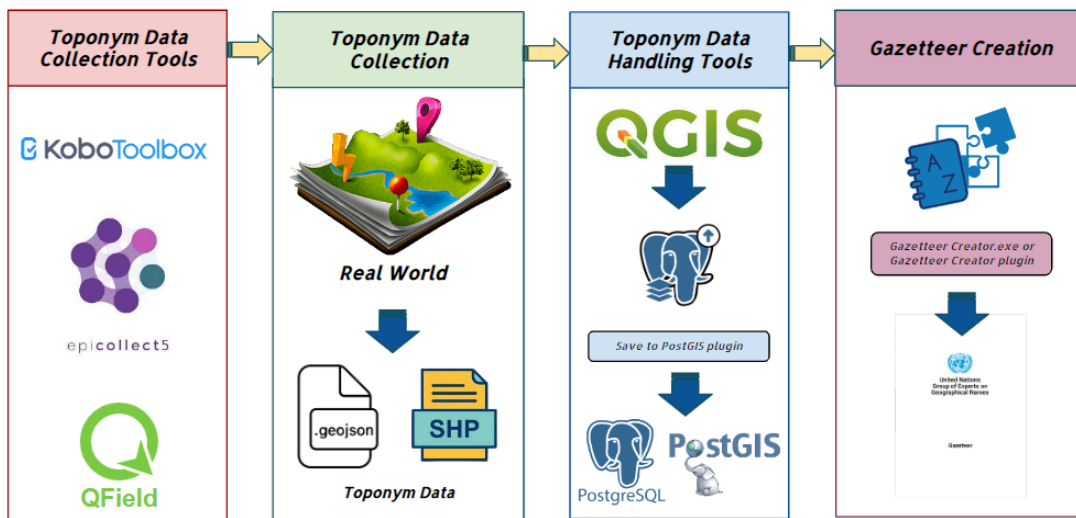 Toponym Data
Collection Tools
KoboToolbox
epicollect5
QField
Toponym Data
Collection
Real World
.geojson
SHP
Toponym Data
Toponym Data
Handling Tools
QGIS
Save to PostGIS plugin
PostgreSQL
PostGIS
Gazetteer Creation
A
Z
Gazetteer Creator.exe or
Gazetteer Creator plugin
United Nations
Group of Experts on
Geographical Names
Gazeteer